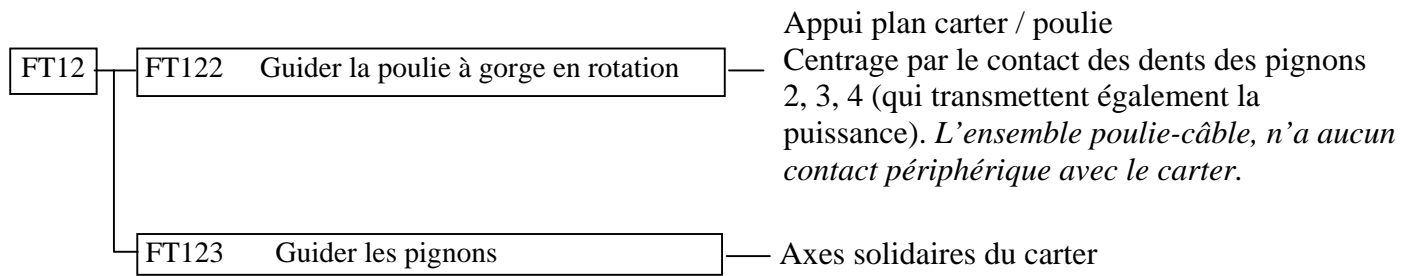 Appui plan carter / poulie
FT12 FT122 Guider la poulie à gorge en rotation Centrage par le contact des dents des pignons
2, 3, 4 (qui transmettent également la
puissance). L'ensemble poulie-câble, n'a aucun
contact périphérique avec le carter.
FT123 Guider les pignons Axes solidaires du carter